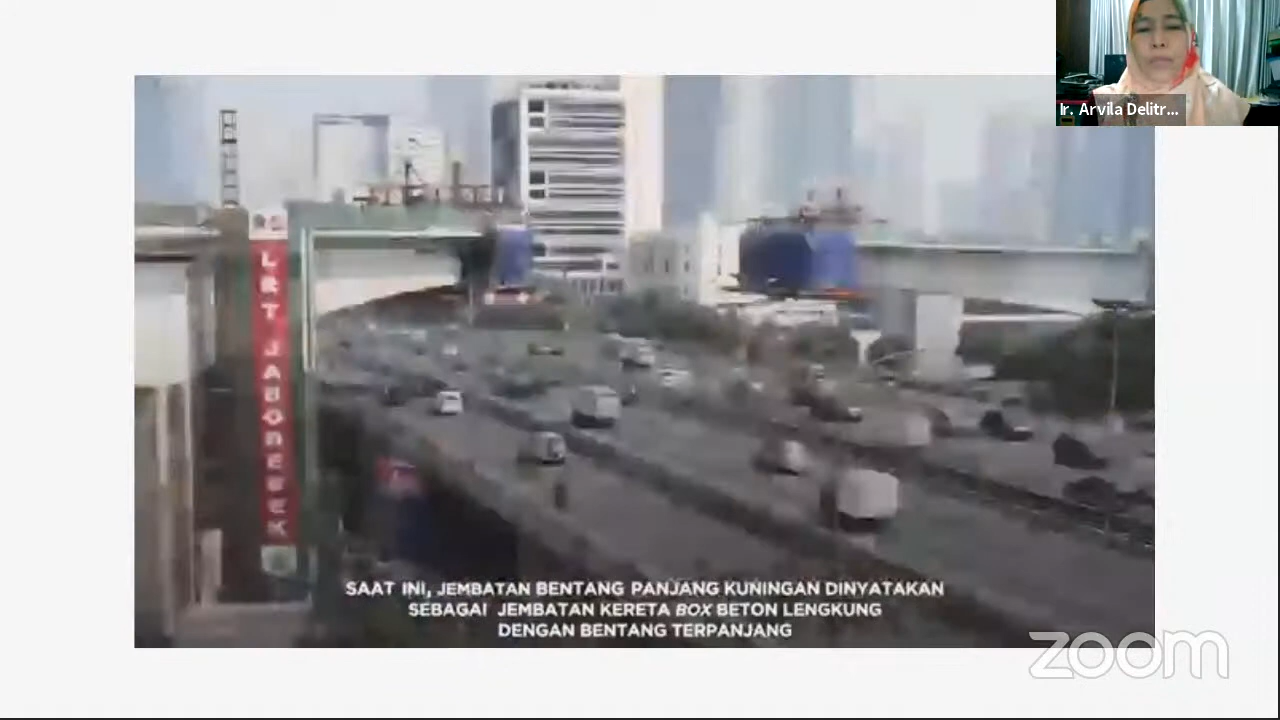 Ir. Arvila Delitr...
LRT JABODEBEK
SAAT INI, JEMBATAN BENTANG PANJANG KUNINGAN DINYATAKAN
SEBAGAI JEMBATAN KERETA BOX BETON LENGKUNG
DENGAN BENTANG TERPANJANG
zoom